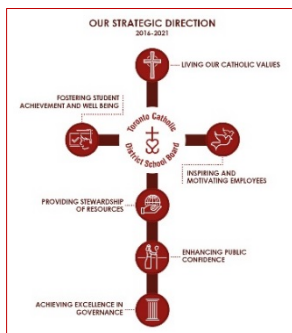 OUR STRATEGIC DIRECTION
2016-2021
LIVING OUR CATHOLIC VALUES
FOSTERING STUDENT
ACHIEVEMENT AND WELL BEING
Toronto Catholic
District School Board
INSPIRING AND
MOTIVATING EMPLOYEES
PROVIDING STEWARDSHIP
OF RESOURCES
ENHANCING PUBLIC
CONFIDENCE
ACHIEVING EXCELLENCE IN
GOVERNANCE